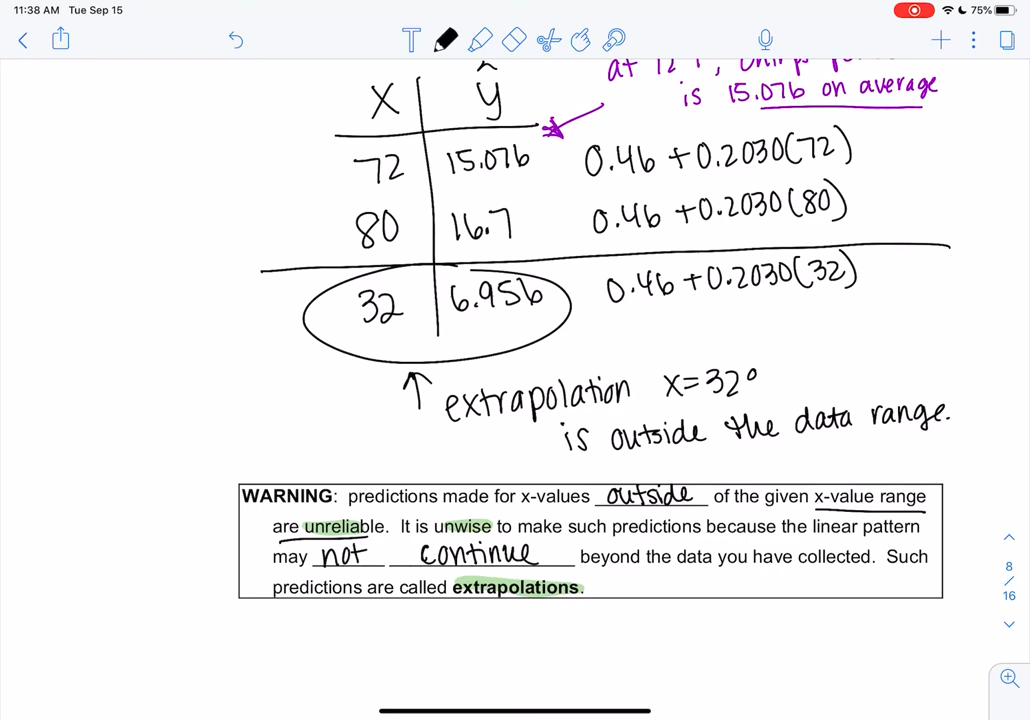 11:38 AM Tue Sep 15
75%
T
is 15.076 on average
x ŷ
72 15.076 0.46 + 0.2030(72)
80 16.7 0.46 + 0.2030(80)
32 6.956 0.46 + 0.2030(32)
↑ extrapolation x=32°
is outside the data range.
WARNING: predictions made for x-values outside of the given x-value range
are unreliable. It is unwise to make such predictions because the linear pattern
may not continue beyond the data you have collected. Such
predictions are called extrapolations.
8
/
16